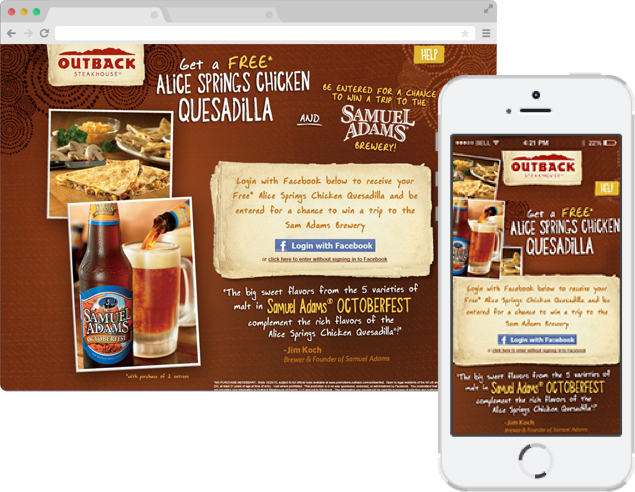 OUTBACK
STEAKHOUSE®
HELP
Get a FREE*
ALICE SPRINGS CHICKEN
QUESADILLA
AND
BE ENTERED FOR A CHANCE
TO WIN A TRIP TO THE
SAMUEL
ADAMS®
BREWERY!
Login with Facebook below to receive your
Free* Alice Springs Chicken Quesadilla and be
entered for a chance to win a trip to the
Sam Adams Brewery
f Login with Facebook
or click here to enter without signing in to Facebook
SAMUEL
ADAMS
OCTOBERFEST
"The big sweet flavors from the 5 varieties of
malt in Samuel Adams® OCTOBERFEST
complement the rich flavors of the
Alice Springs Chicken Quesadilla"!"
-Jim Koch
Brewer & Founder of Samuel Adams
*with purchase of 2 entrees
BELL 4:21 PM 22%
OUTBACK
STEAKHOUSE®
HELP
Get a FREE*
ALICE SPRINGS CHICKEN
QUESADILLA
Login with Facebook below to receive your
Free* Alice Springs Chicken Quesadilla and be
entered for a chance to win a trip to the
Sam Adams Brewery
f Login with Facebook
or click here to enter without signing in to Facebook
"The big sweet flavors from the 5 varieties of
malt in Samuel Adams® OCTOBERFEST
complement the rich flavors of the
Alice Springs Chicken Quesadilla"!"
-Jim Koch
Brewer & Founder of Samuel Adams